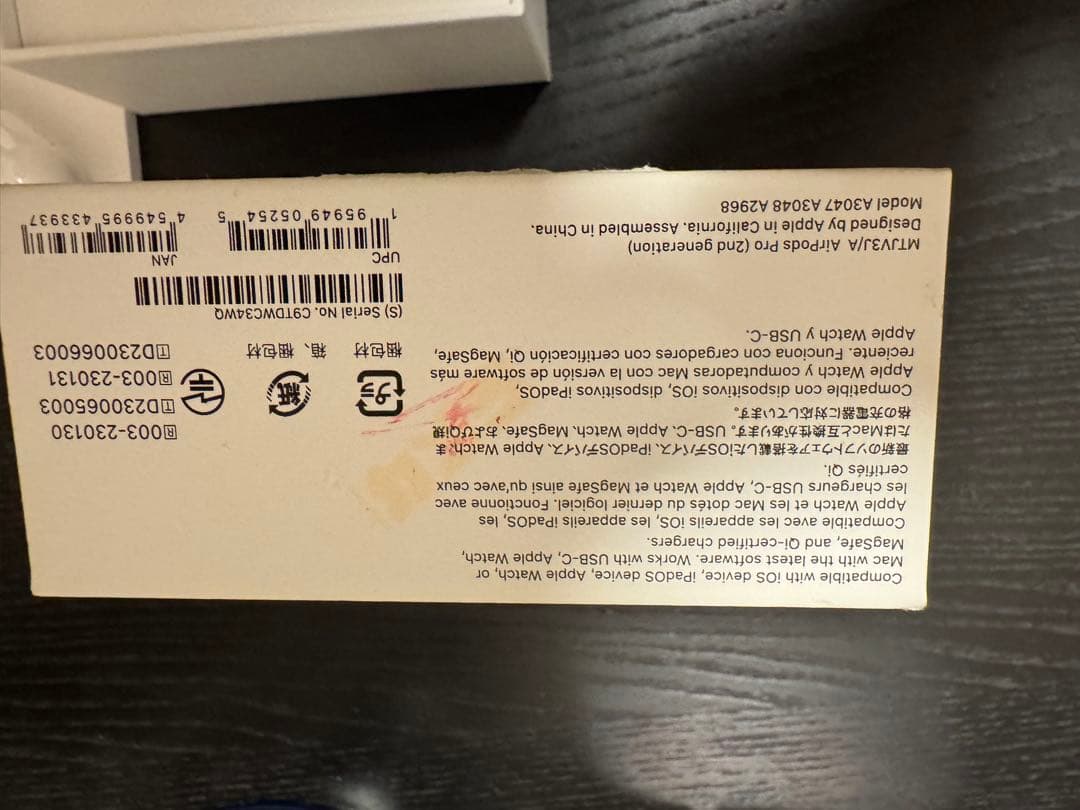 Compatible with iOS device, iPadOS device, Apple Watch, or
Mac with the latest software. Works with USB-C, Apple Watch,
MagSafe, and Qi-certified chargers.
Compatible avec les appareils iOS, les appareils iPadOS, les
Apple Watch et les Mac dotés du dernier logiciel. Fonctionne avec
les chargeurs USB-C, Apple Watch et MagSafe ainsi qu'avec ceux
certifiés Qi.
最新のソフトウェアを搭載したiOSデバイス、iPadOSデバイス、Apple Watch、ま
たはMacと互換性があります。USB-C、Apple Watch、MagSafe、およびQi規
格の充電器に対応しています。
Compatible con dispositivos iOS, dispositivos iPadOS,
Apple Watch y computadoras Mac con la versión de software más
reciente. Funciona con cargadores con certificación Qi, MagSafe,
Apple Watch y USB-C.
MTJV3J/A AirPods Pro (2nd generation)
Designed by Apple in California. Assembled in China.
Model A3047 A3048 A2968
R 003-230130
T D230065003
R 003-230131
T D230066003
プラ
紙
梱包材
箱、梱包材
(S) Serial No. C9TDWC34WQ
UPC
1 95949 05254 5
JAN
4 549995 433937